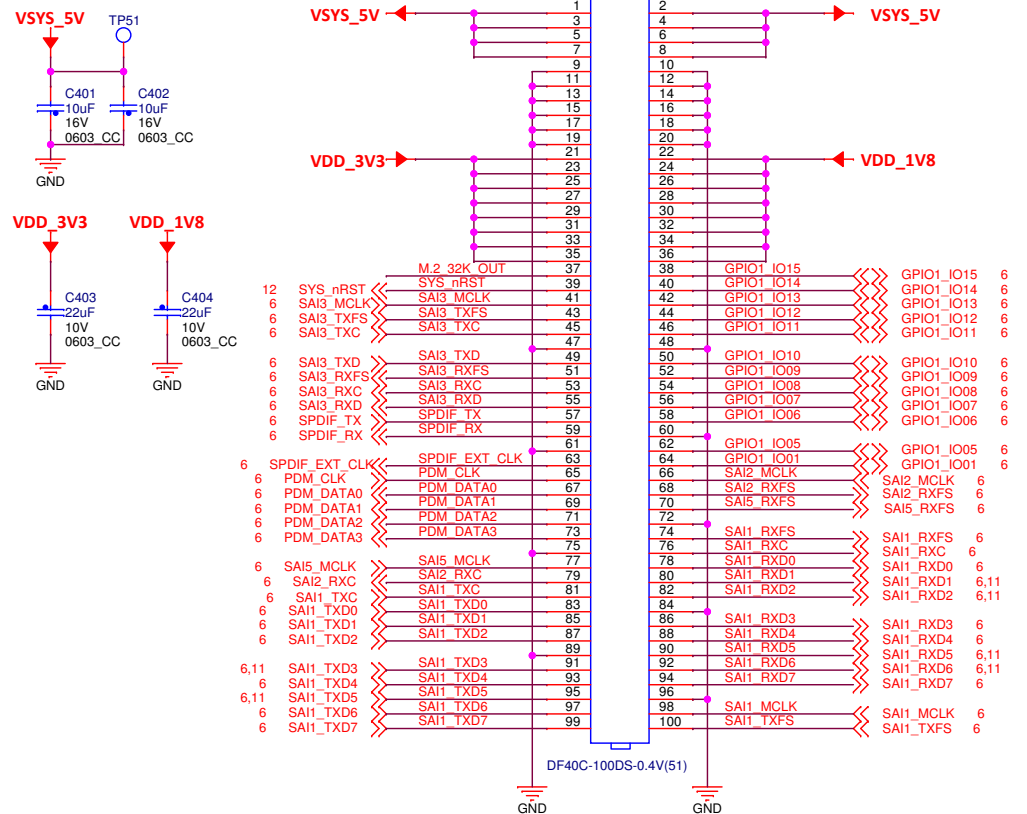 VSYS_5V
TP51
C401
10uF
16V
0603_CC
C402
10uF
16V
0603_CC
GND
VDD_3V3
VDD_1V8
C403
22uF
10V
0603_CC
C404
22uF
10V
0603_CC
GND
GND
VSYS_5V 1 2 VSYS_5V
3 4
5 6
7 8
9 10
11 12
13 14
15 16
17 18
19 20
VDD_3V3 21 22 VDD_1V8
23 24
25 26
27 28
29 30
31 32
33 34
35 36
M.2_32K_OUT 37 38 GPIO1_IO15 GPIO1_IO15 6
12 SYS_nRST SYS_nRST 39 40 GPIO1_IO14 GPIO1_IO14 6
6 SAI3_MCLK SAI3_MCLK 41 42 GPIO1_IO13 GPIO1_IO13 6
6 SAI3_TXFS SAI3_TXFS 43 44 GPIO1_IO12 GPIO1_IO12 6
6 SAI3_TXC SAI3_TXC 45 46 GPIO1_IO11 GPIO1_IO11 6
47 48
6 SAI3_TXD SAI3_TXD 49 50 GPIO1_IO10 GPIO1_IO10 6
6 SAI3_RXFS SAI3_RXFS 51 52 GPIO1_IO09 GPIO1_IO09 6
6 SAI3_RXC SAI3_RXC 53 54 GPIO1_IO08 GPIO1_IO08 6
6 SAI3_RXD SAI3_RXD 55 56 GPIO1_IO07 GPIO1_IO07 6
6 SPDIF_TX SPDIF_TX 57 58 GPIO1_IO06 GPIO1_IO06 6
6 SPDIF_RX SPDIF_RX 59 60
61 62 GPIO1_IO05 GPIO1_IO05 6
6 SPDIF_EXT_CLK SPDIF_EXT_CLK 63 64 GPIO1_IO01 GPIO1_IO01 6
6 PDM_CLK PDM_CLK 65 66 SAI2_MCLK SAI2_MCLK 6
6 PDM_DATA0 PDM_DATA0 67 68 SAI2_RXFS SAI2_RXFS 6
6 PDM_DATA1 PDM_DATA1 69 70 SAI5_RXFS SAI5_RXFS 6
6 PDM_DATA2 PDM_DATA2 71 72
6 PDM_DATA3 PDM_DATA3 73 74 SAI1_RXFS SAI1_RXFS 6
75 76 SAI1_RXC SAI1_RXC 6
6 SAI5_MCLK SAI5_MCLK 77 78 SAI1_RXD0 SAI1_RXD0 6
6 SAI2_RXC SAI2_RXC 79 80 SAI1_RXD1 SAI1_RXD1 6,11
6 SAI1_TXC SAI1_TXC 81 82 SAI1_RXD2 SAI1_RXD2 6,11
6 SAI1_TXD0 SAI1_TXD0 83 84
6 SAI1_TXD1 SAI1_TXD1 85 86 SAI1_RXD3 SAI1_RXD3 6
6 SAI1_TXD2 SAI1_TXD2 87 88 SAI1_RXD4 SAI1_RXD4 6
89 90 SAI1_RXD5 SAI1_RXD5 6,11
6,11 SAI1_TXD3 SAI1_TXD3 91 92 SAI1_RXD6 SAI1_RXD6 6,11
6 SAI1_TXD4 SAI1_TXD4 93 94 SAI1_RXD7 SAI1_RXD7 6
6,11 SAI1_TXD5 SAI1_TXD5 95 96
6 SAI1_TXD6 SAI1_TXD6 97 98 SAI1_MCLK SAI1_MCLK 6
6 SAI1_TXD7 SAI1_TXD7 99 100 SAI1_TXFS SAI1_TXFS 6
DF40C-100DS-0.4V(51)
GND
GND